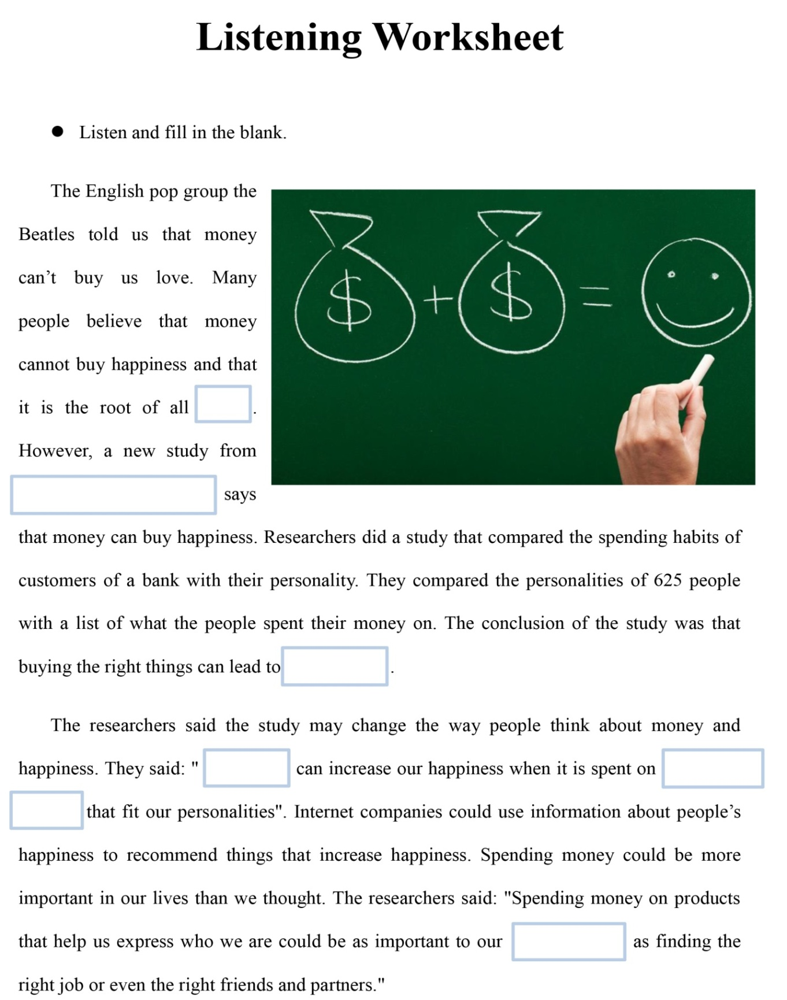 Listening Worksheet
● Listen and fill in the blank.
The English pop group the
Beatles told us that money
can’t buy us love. Many
people believe that money
cannot buy happiness and that
it is the root of all .
However, a new study from
says
$ + $ =
that money can buy happiness. Researchers did a study that compared the spending habits of
customers of a bank with their personality. They compared the personalities of 625 people
with a list of what the people spent their money on. The conclusion of the study was that
buying the right things can lead to .
The researchers said the study may change the way people think about money and
happiness. They said: " can increase our happiness when it is spent on
that fit our personalities". Internet companies could use information about people’s
happiness to recommend things that increase happiness. Spending money could be more
important in our lives than we thought. The researchers said: "Spending money on products
that help us express who we are could be as important to our as finding the
right job or even the right friends and partners."